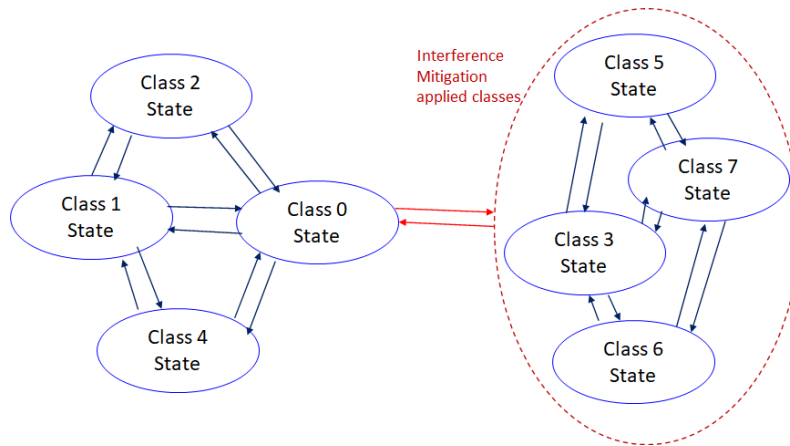 Class 2
State
Class 1
State
Class 0
State
Class 4
State
Interference
Mitigation
applied classes
Class 5
State
Class 7
State
Class 3
State
Class 6
State